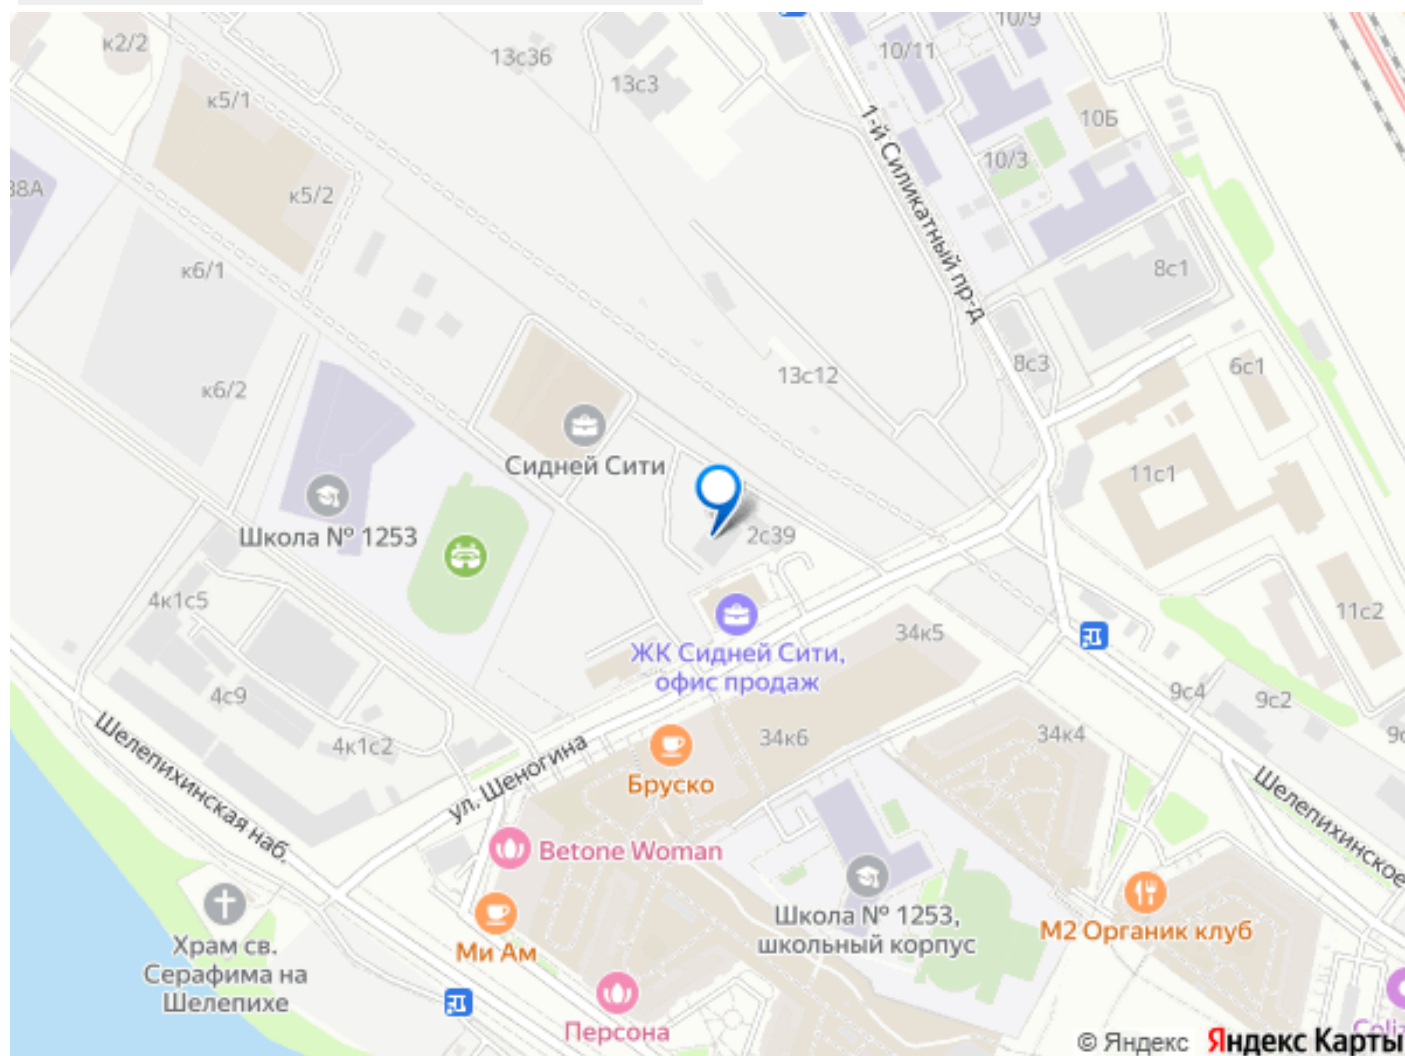 к2/2
13с36
13с3
10/9
10/11
к5/1
10Б
1-й Силикатный пр-д
10/3
38А
к5/2
к6/1
8с1
к6/2
13с12
8с3
6с1
Сидней Сити
11с1
Школа № 1253
2с39
4к1с5
11с2
34к5
ЖК Сидней Сити,
офис продаж
4с9
9с4
9с2
4к1с2
34к6
34к4
Шелепихинская наб.
ул. Шеногина
Бруско
Шелепихинское
Betone Woman
Школа № 1253,
школьный корпус
М2 Органик клуб
Ми Ам
Храм св.
Серафима на
Шелепихе
Персона
© Яндекс Яндекс Карты